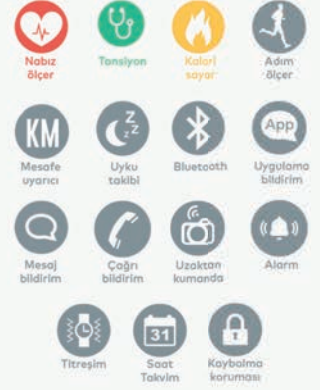 Nabız
ölçer
Tansiyon
Kalori
sayar
Adım
ölçer
KM
Mesafe
uyarıcı
Z
Z
Z
Uyku
takibi
Bluetooth
App
Uygulama
bildirim
Mesaj
bildirim
Çağrı
bildirim
Uzaktan
kumanda
Alarm
Titreşim
31
Saat
Takvim
Kaybolma
koruması